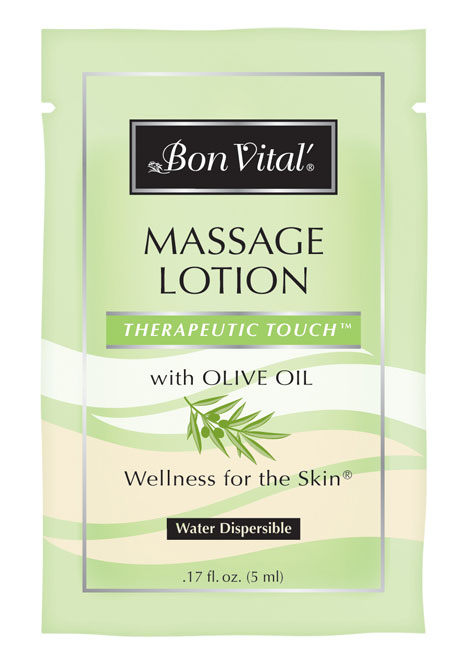 Bon Vital'®
MASSAGE
LOTION
THERAPEUTIC TOUCH™
with OLIVE OIL
Wellness for the Skin®
Water Dispersible
.17 fl. oz. (5 ml)